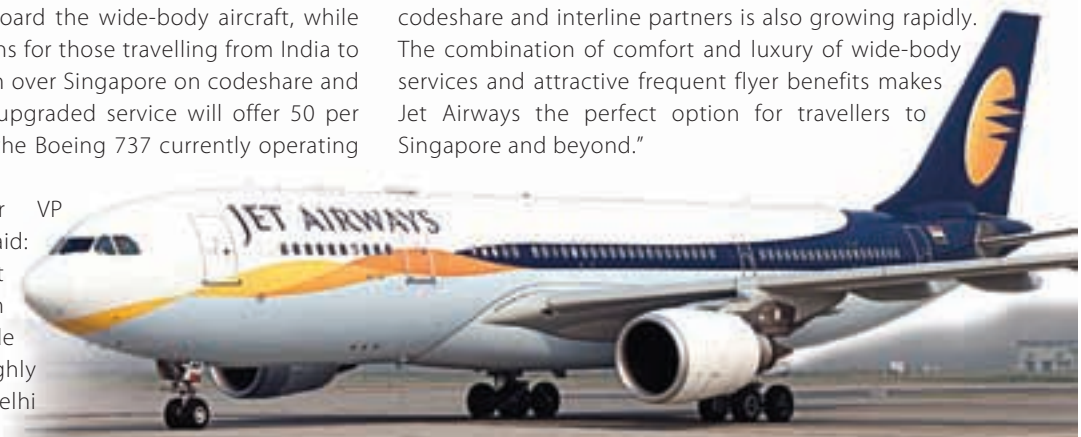 oard the wide-body aircraft, while
ns for those travelling from India to
n over Singapore on codeshare and
upgraded service will offer 50 per
he Boeing 737 currently operating
r VP
aid:
t
n
le
ghly
elhi
codeshare and interline partners is also growing rapidly.
The combination of comfort and luxury of wide-body
services and attractive frequent flyer benefits makes
Jet Airways the perfect option for travellers to
Singapore and beyond."
JET AIRWAYS